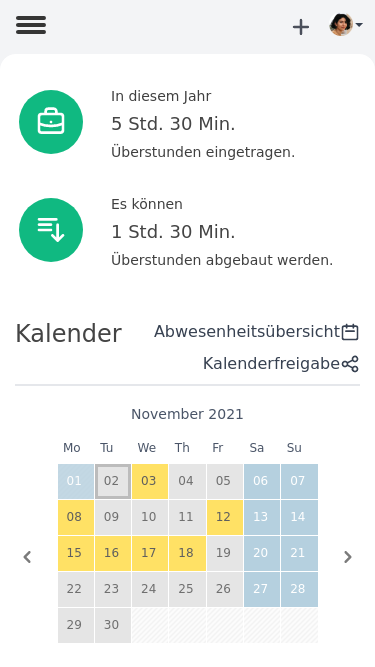 In diesem Jahr
5 Std. 30 Min.
Überstunden eingetragen.
Es können
1 Std. 30 Min.
Überstunden abgebaut werden.
Kalender
Abwesenheitsübersicht
Kalenderfreigabe
November 2021
Mo Tu We Th Fr Sa Su
01 02 03 04 05 06 07
08 09 10 11 12 13 14
15 16 17 18 19 20 21
22 23 24 25 26 27 28
29 30